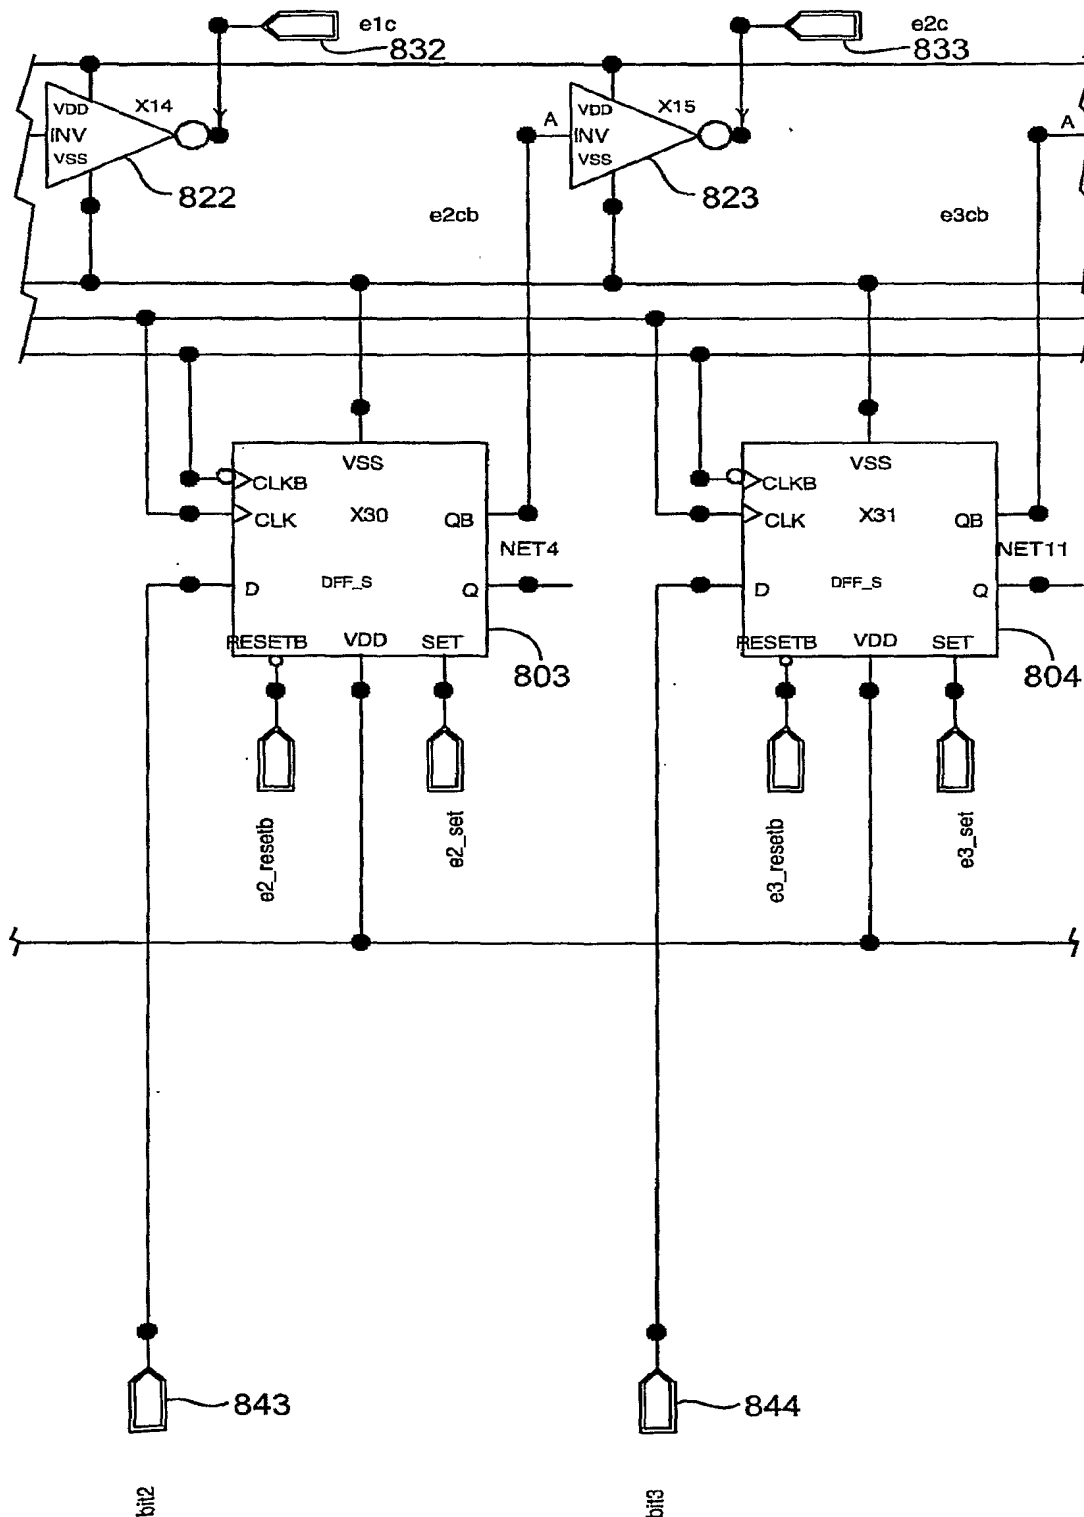 e1c
832
e2c
833
VDD
X14
INV
VSS
822
A
VDD
X15
INV
VSS
823
A
e2cb
e3cb
VSS
CLKB
CLK
X30
QB
NET4
D
DFF_S
Q
RESETB
VDD
SET
803
VSS
CLKB
CLK
X31
QB
NET11
D
DFF_S
Q
RESETB
VDD
SET
804
e2_resetb
e2_set
e3_resetb
e3_set
843
844
bit2
bit3